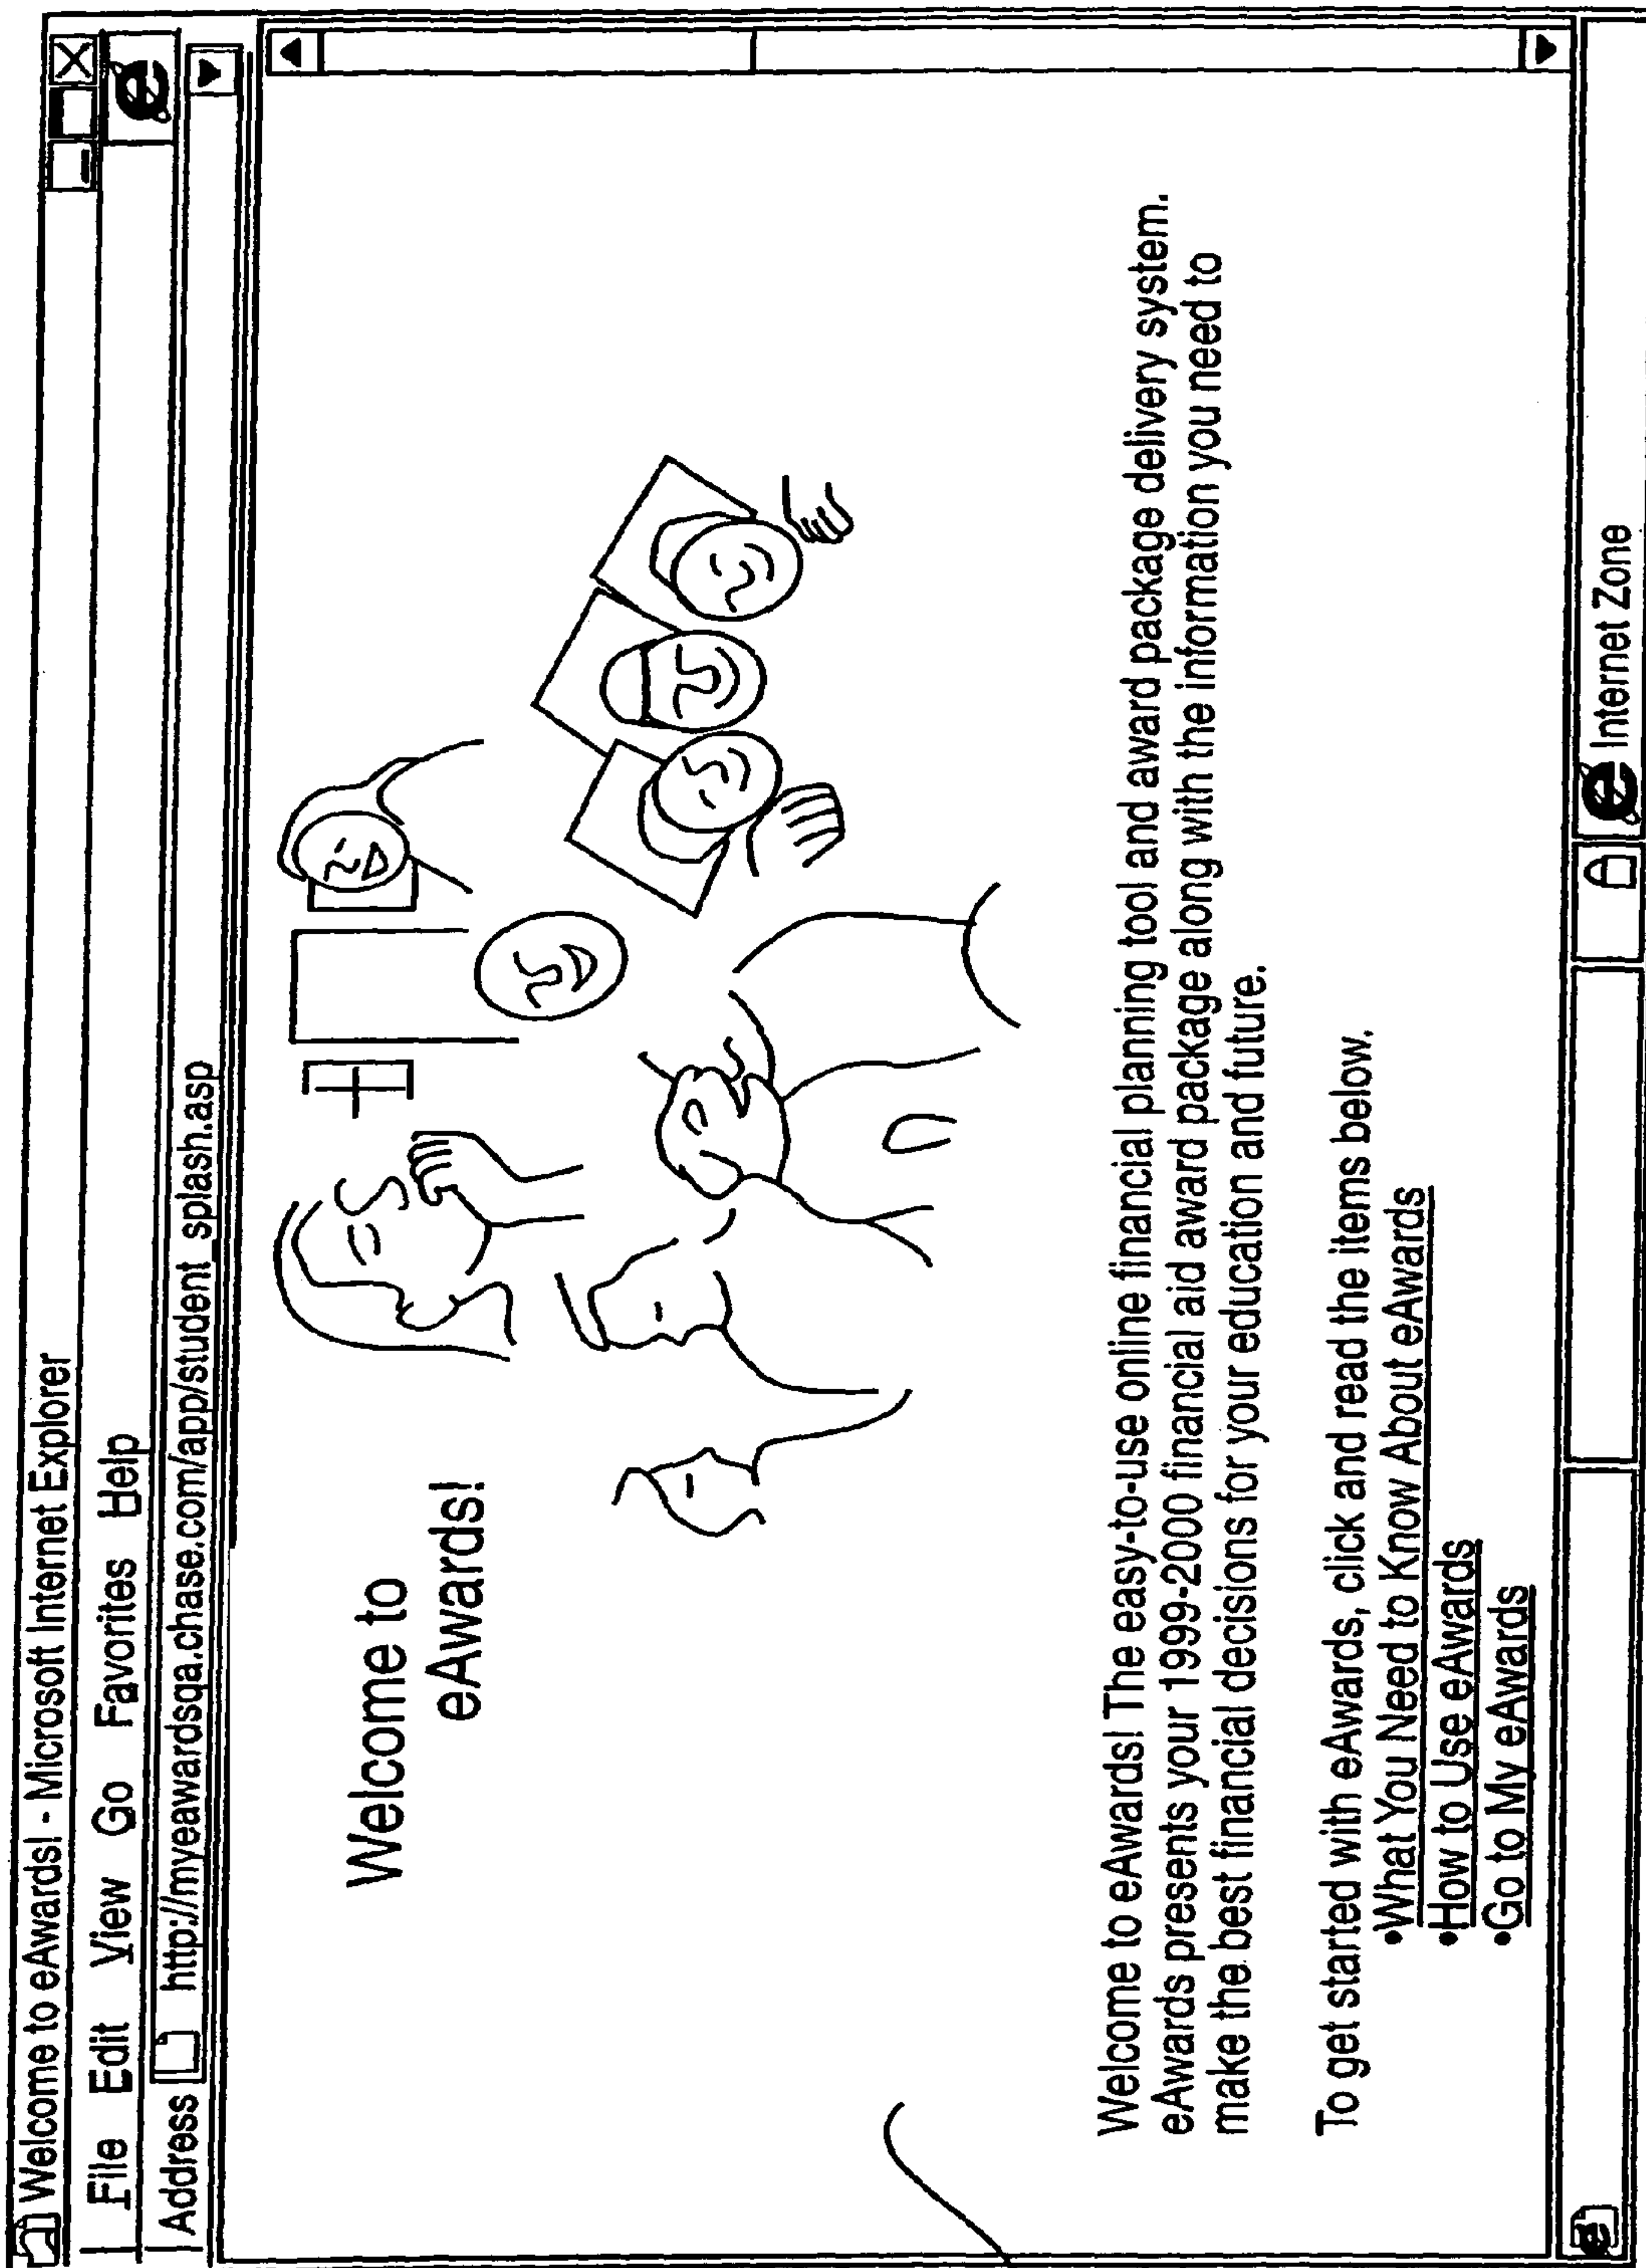 Welcome to eAwards! - Microsoft Internet Explorer
File Edit View Go Favorites Help
Address http://myeawardsqa.chase.com/app/student_splash.asp
Welcome to
eAwards!
Welcome to eAwards! The easy-to-use online financial planning tool and award package delivery system.
eAwards presents your 1999-2000 financial aid award package along with the information you need to
make the best financial decisions for your education and future.
To get started with eAwards, click and read the items below.
•What You Need to Know About eAwards
•How to Use eAwards
•Go to My eAwards
Internet Zone